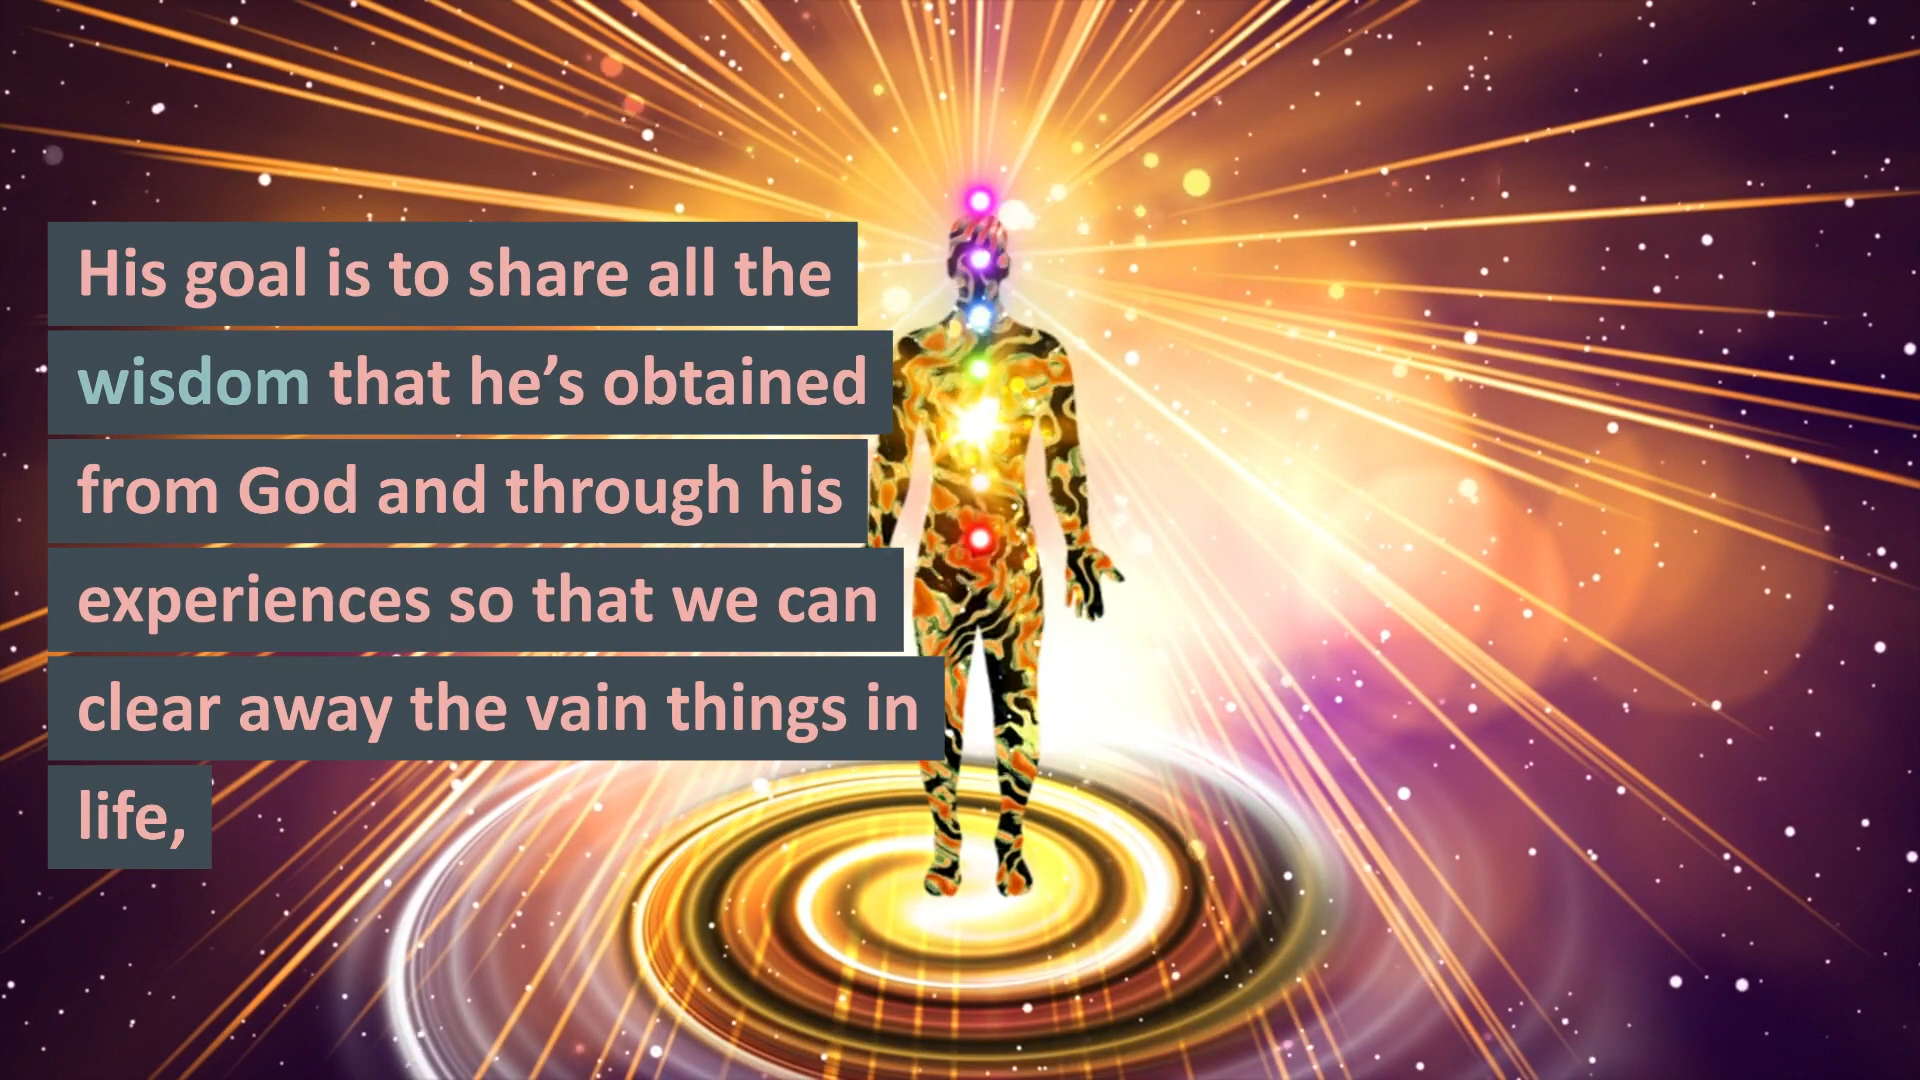 His goal is to share all the
wisdom that he’s obtained
from God and through his
experiences so that we can
clear away the vain things in
life,